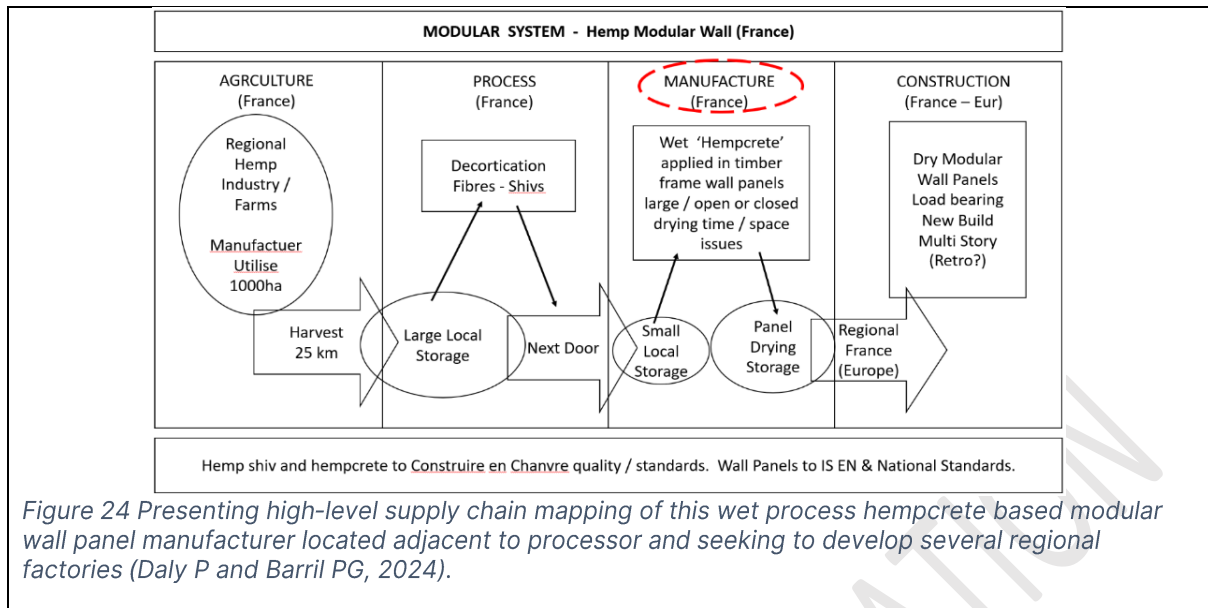 MODULAR SYSTEM - Hemp Modular Wall (France)
AGRCULTURE
(France)
Regional
Hemp
Industry /
Farms
Manufactuer
Utilise
1000ha
Harvest
25 km
PROCESS
(France)
Decortication
Fibres - Shivs
Large Local
Storage
Next Door
MANUFACTURE
(France)
Wet ‘Hempcrete’
applied in timber
frame wall panels
large / open or closed
drying time / space
issues
Small
Local
Storage
Panel
Drying
Storage
CONSTRUCTION
(France – Eur)
Dry Modular
Wall Panels
Load bearing
New Build
Multi Story
(Retro?)
Regional
France
(Europe)
Hemp shiv and hempcrete to Construire en Chanvre quality / standards. Wall Panels to IS EN & National Standards.
Figure 24 Presenting high-level supply chain mapping of this wet process hempcrete based modular
wall panel manufacturer located adjacent to processor and seeking to develop several regional
factories (Daly P and Barril PG, 2024).